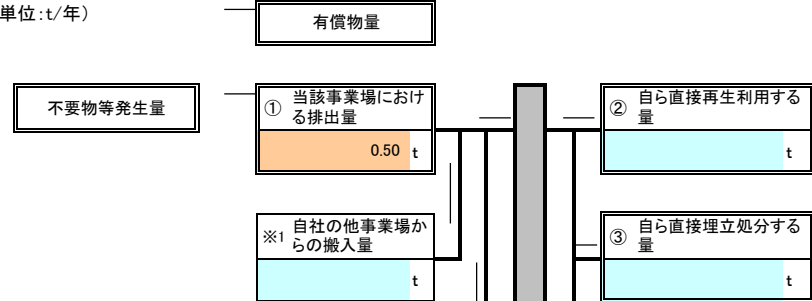 単位:t/年)
有償物量
不要物等発生量
① 当該事業場におけ
る排出量
0.50 t
② 自ら直接再生利用する
量
t
※1 自社の他事業場か
らの搬入量
t
③ 自ら直接埋立処分する
量
t